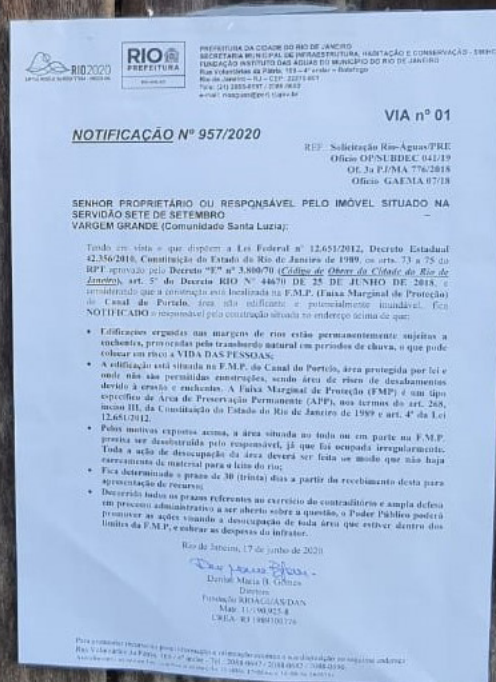 RIO2020
RIO
PREFEITURA
PREFEITURA DA CIDADE DO RIO DE JANEIRO
SECRETARIA MUNICIPAL DE INFRAESTRUTURA, HABITAÇÃO E CONSERVAÇÃO - SMIHC
FUNDAÇÃO INSTITUTO DAS ÁGUAS DO MUNICÍPIO DO RIO DE JANEIRO
Rua Voluntários da Pátria, 169 – 4º andar – Botafogo
Rio de Janeiro – RJ – CEP:
VIA nº 01
NOTIFICAÇÃO Nº 957/2020
REF.: Solicitação Rio-Águas/PRE
Ofício OP/SUBDEC 041/19
Of. 3a PJ/MA 776/2018
Ofício GAEMA 07/18
SENHOR PROPRIETÁRIO OU RESPONSÁVEL PELO IMÓVEL SITUADO NA
SERVIDÃO SETE DE SETEMBRO
VARGEM GRANDE (Comunidade Santa Luzia):
Tendo em vista o que dispõem a Lei Federal nº 12.651/2012, Decreto Estadual
42.356/2010, Constituição do Estado do Rio de Janeiro de 1989, os arts. 73 a 75 do
RPT aprovado pelo Decreto "E" nº 3.800/70 (Código de Obras da Cidade do Rio de
Janeiro), art. 5º do Decreto RIO Nº 44670 DE 25 DE JUNHO DE 2018, e
considerando que a construção está localizada na F.M.P. (Faixa Marginal de Proteção)
do Canal do Portelo, área não edificante e potencialmente inundável, fica
NOTIFICADO o responsável pela construção situada no endereço acima de que:
• Edificações erguidas nas margens de rios estão permanentemente sujeitas a
enchentes, provocadas pelo transbordo natural em períodos de chuva, o que pode
colocar em risco a VIDA DAS PESSOAS;
• A edificação está situada na F.M.P. do Canal do Portelo, área protegida por lei e
onde não são permitidas construções, sendo área de risco de desabamentos
devido à erosão e enchentes. A Faixa Marginal de Proteção (FMP) é um tipo
específico de Área de Preservação Permanente (APP), nos termos do art. 268,
inciso III, da Constituição do Estado do Rio de Janeiro de 1989 e art. 4º da Lei
12.651/2012.
• Pelos motivos expostos acima, a área situada no todo ou em parte na F.M.P.
precisa ser desobstruída pelo responsável, já que foi ocupada irregularmente.
Toda a ação de desocupação da área deverá ser feita de modo que não haja
carreamento de material para o leito do rio;
• Fica determinado o prazo de 30 (trinta) dias a partir do recebimento desta para
apresentação de recurso;
• Decorrido todos os prazos referentes ao exercício do contraditório e ampla defesa
em processo administrativo a ser aberto sobre a questão, o Poder Público poderá
promover as ações visando a desocupação de toda área que estiver dentro dos
limites da F.M.P. e cobrar as despesas do infrator.
Rio de Janeiro, 17 de junho de 2020
Maria B. Gomes
Diretora
Fundação RIOÁGUAS/DAN
Matr. 11/190.925-8
CREA- RJ